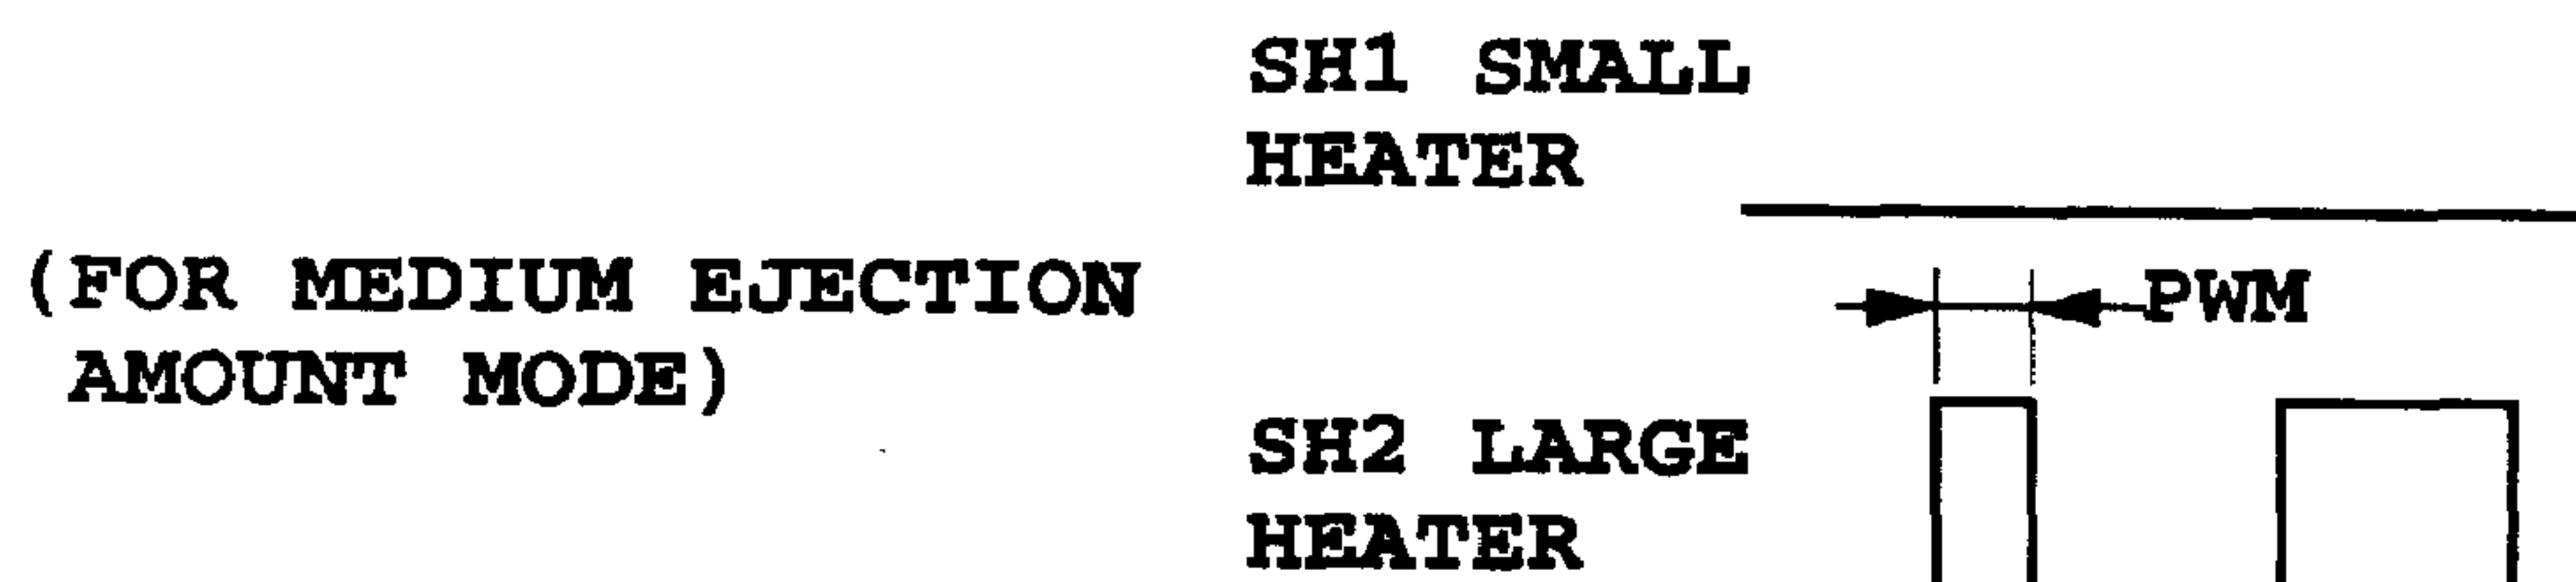 SH1 SMALL
HEATER
(FOR MEDIUM EJECTION
AMOUNT MODE)
PWM
SH2 LARGE
HEATER